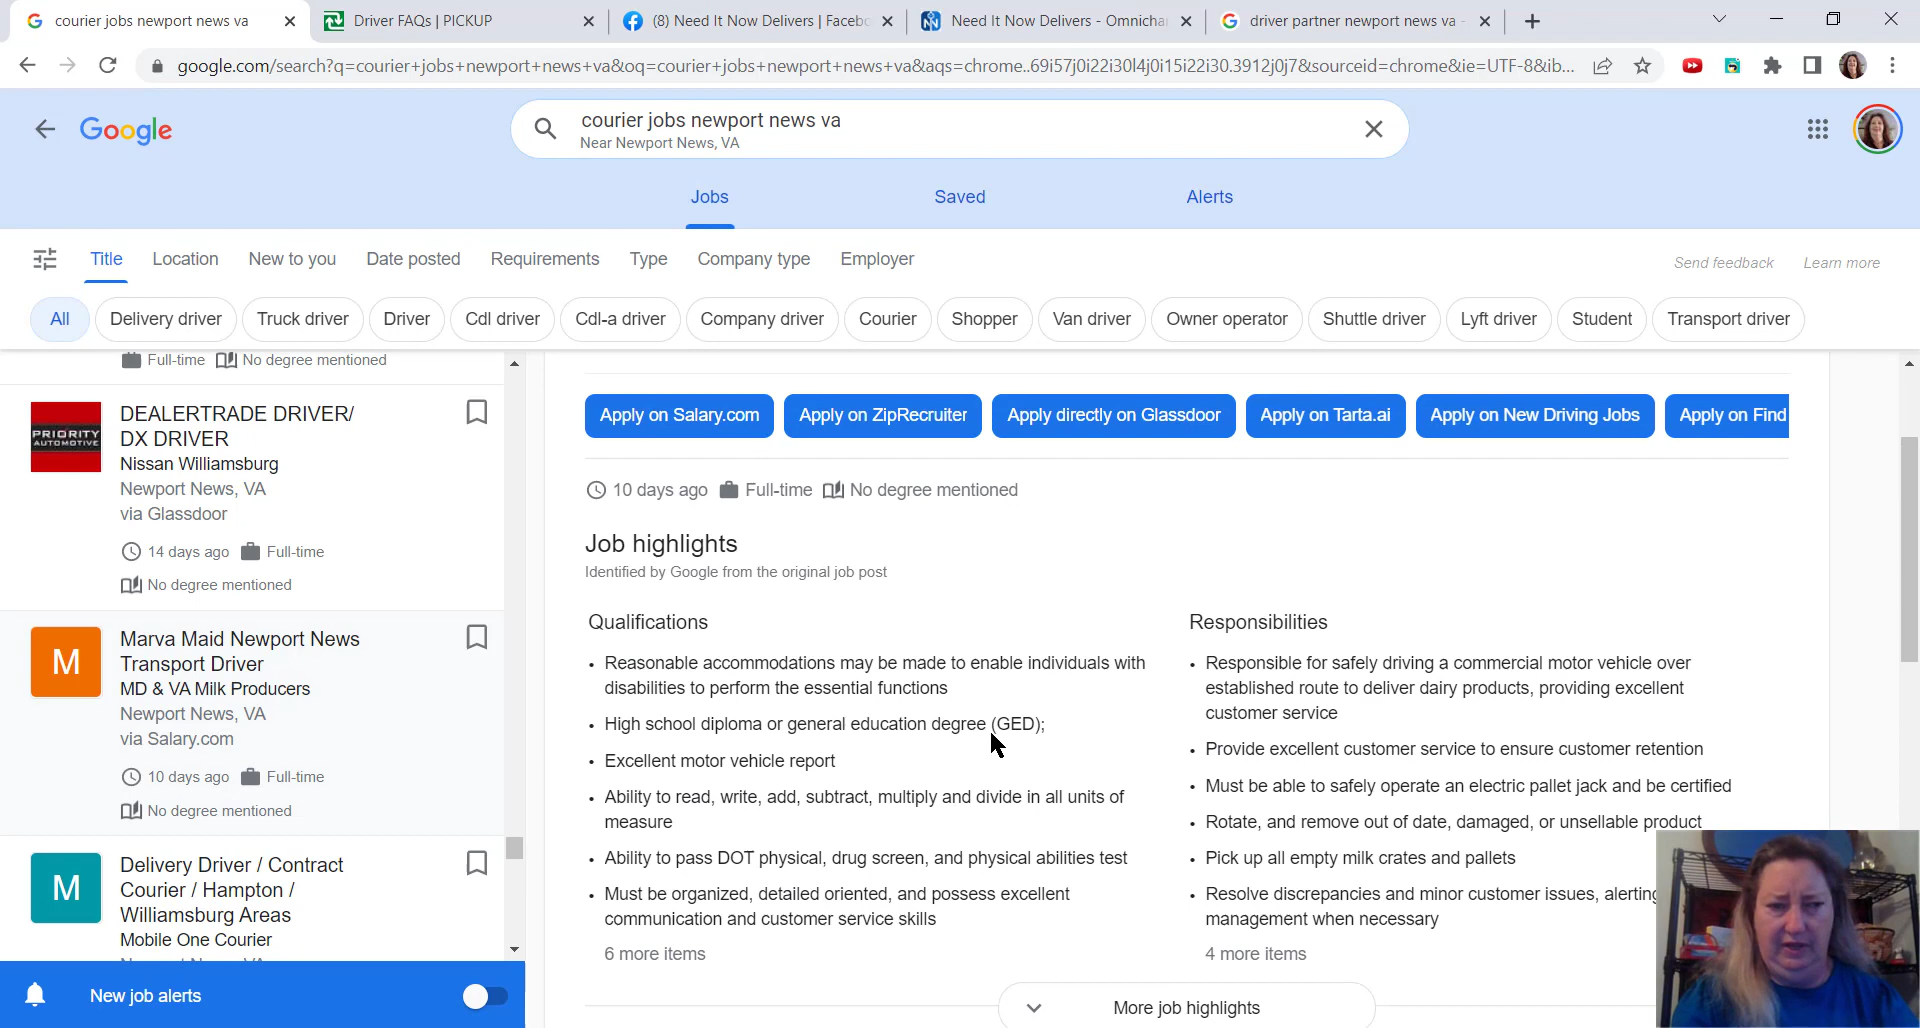 courier jobs newport news va
Driver FAQs | PICKUP
(8) Need It Now Delivers | Facebo
Need It Now Delivers - Omnicha
driver partner newport news va -
google.com/search?q=courier+jobs+newport+news+va&oq=courier+jobs+newport+news+va&aqs=chrome..69i57j0i22i30l4j0i15i22i30.3912j0j7&sourceid=chrome&ie=UTF-8&ib...
Google
courier jobs newport news va
Near Newport News, VA
Jobs
Saved
Alerts
Title
Location
New to you
Date posted
Requirements
Type
Company type
Employer
Send feedback
Learn more
All
Delivery driver
Truck driver
Driver
Cdl driver
Cdl-a driver
Company driver
Courier
Shopper
Van driver
Owner operator
Shuttle driver
Lyft driver
Student
Transport driver
Full-time No degree mentioned
PRIORITY
AUTOMOTIVE
DEALERTRADE DRIVER/
DX DRIVER
Nissan Williamsburg
Newport News, VA
via Glassdoor
14 days ago Full-time
No degree mentioned
M
Marva Maid Newport News
Transport Driver
MD & VA Milk Producers
Newport News, VA
via Salary.com
10 days ago Full-time
No degree mentioned
M
Delivery Driver / Contract
Courier / Hampton /
Williamsburg Areas
Mobile One Courier
New job alerts
Apply on Salary.com
Apply on ZipRecruiter
Apply directly on Glassdoor
Apply on Tarta.ai
Apply on New Driving Jobs
Apply on Find
10 days ago Full-time No degree mentioned
Job highlights
Identified by Google from the original job post
Qualifications
• Reasonable accommodations may be made to enable individuals with
disabilities to perform the essential functions
• High school diploma or general education degree (GED);
• Excellent motor vehicle report
• Ability to read, write, add, subtract, multiply and divide in all units of
measure
• Ability to pass DOT physical, drug screen, and physical abilities test
• Must be organized, detailed oriented, and possess excellent
communication and customer service skills
6 more items
Responsibilities
• Responsible for safely driving a commercial motor vehicle over
established route to deliver dairy products, providing excellent
customer service
• Provide excellent customer service to ensure customer retention
• Must be able to safely operate an electric pallet jack and be certified
• Rotate, and remove out of date, damaged, or unsellable product
• Pick up all empty milk crates and pallets
• Resolve discrepancies and minor customer issues, alerting
management when necessary
4 more items
More job highlights